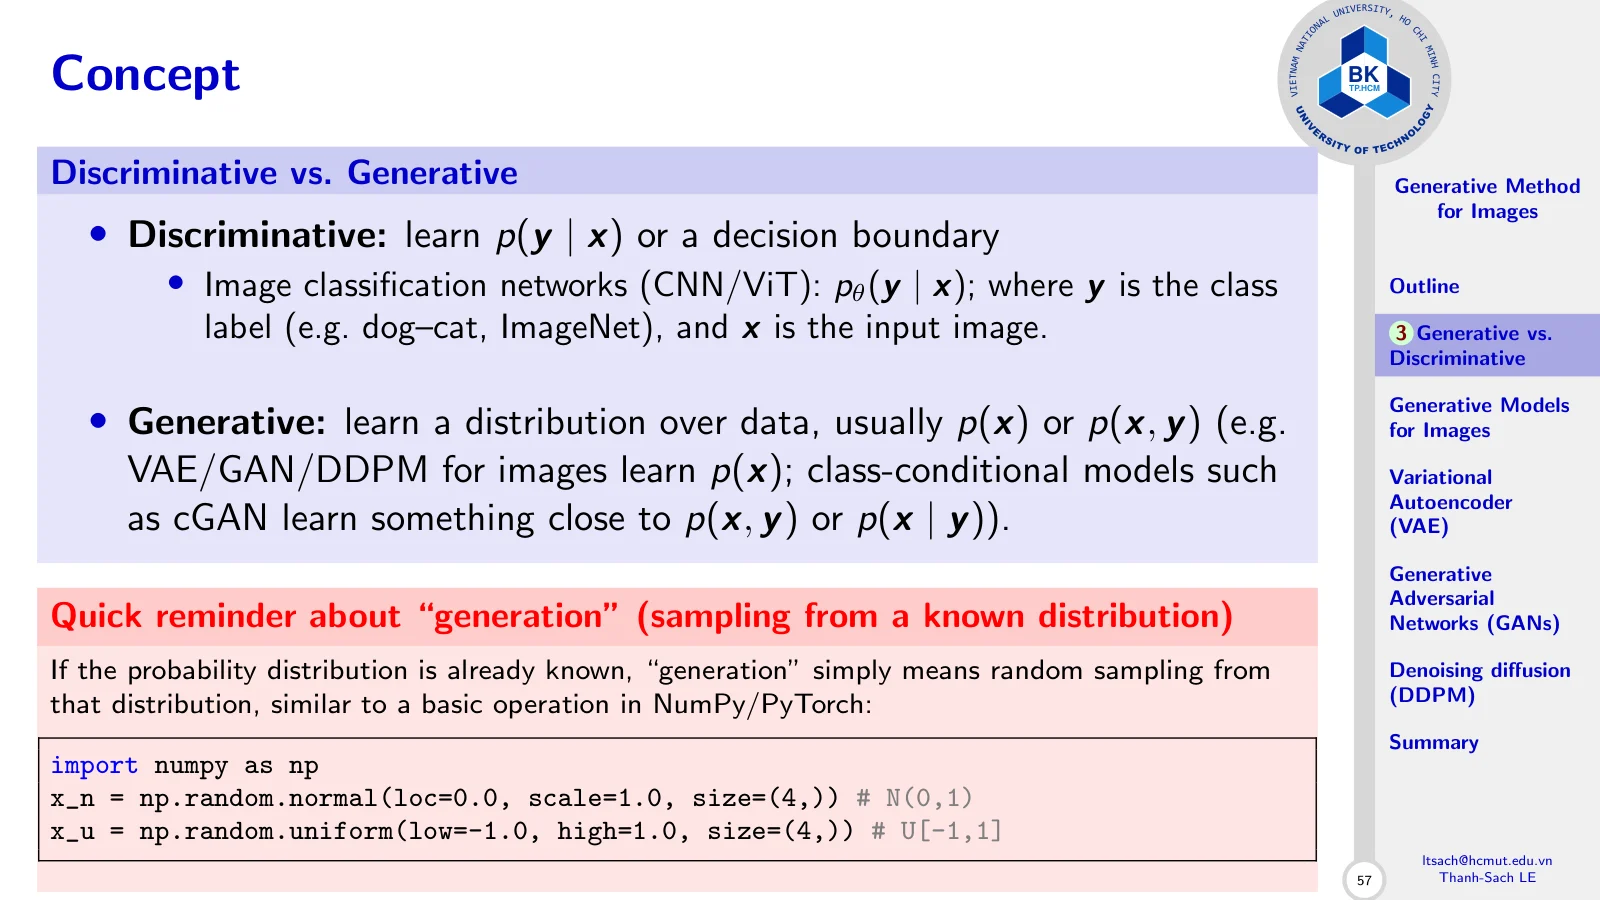 Concept
Discriminative vs. Generative
• Discriminative: learn p(y | x) or a decision boundary
• Image classification networks (CNN/ViT): pθ(y | x); where y is the class
label (e.g. dog–cat, ImageNet), and x is the input image.
• Generative: learn a distribution over data, usually p(x) or p(x, y) (e.g.
VAE/GAN/DDPM for images learn p(x); class-conditional models such
as cGAN learn something close to p(x, y) or p(x | y)).
Quick reminder about “generation” (sampling from a known distribution)
If the probability distribution is already known, “generation” simply means random sampling from
that distribution, similar to a basic operation in NumPy/PyTorch:
import numpy as np
x_n = np.random.normal(loc=0.0, scale=1.0, size=(4,)) # N(0,1)
x_u = np.random.uniform(low=-1.0, high=1.0, size=(4,)) # U[-1,1]
VIETNAM NATIONAL UNIVERSITY, HO CHI MINH CITY
BK
TP.HCM
UNIVERSITY OF TECHNOLOGY
Generative Method
for Images
Outline
3 Generative vs.
Discriminative
Generative Models
for Images
Variational
Autoencoder
(VAE)
Generative
Adversarial
Networks (GANs)
Denoising diffusion
(DDPM)
Summary
ltsach@hcmut.edu.vn
Thanh-Sach LE
57